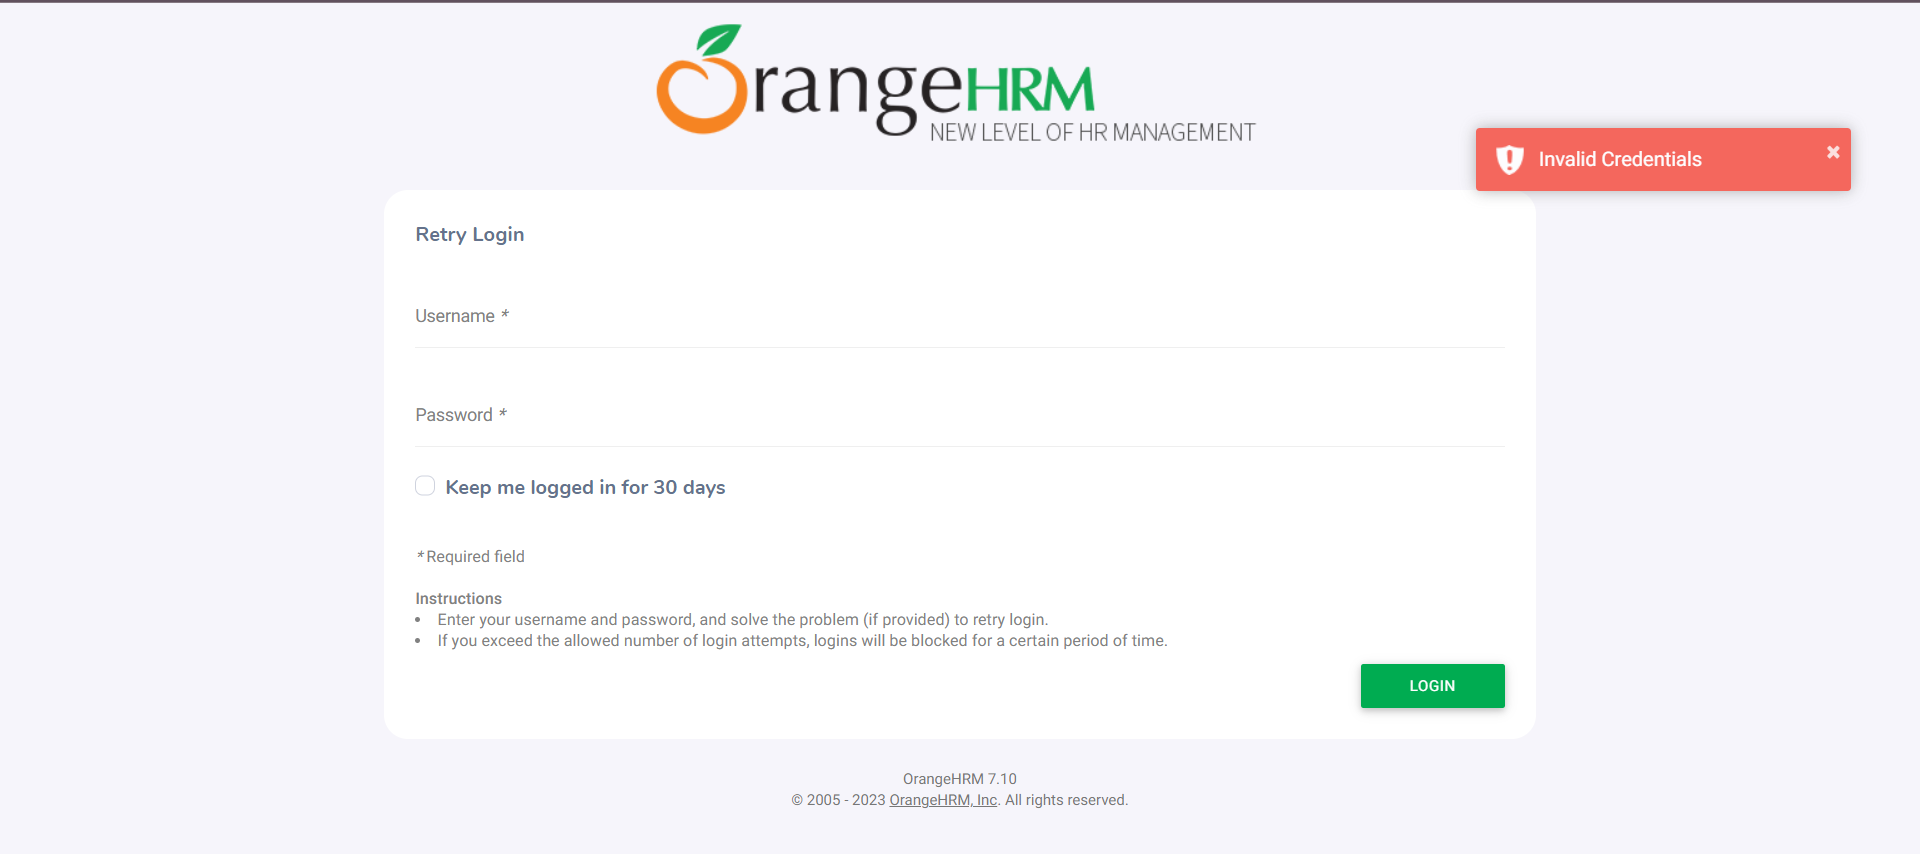 OrangeHRM
NEW LEVEL OF HR MANAGEMENT
Invalid Credentials
Retry Login
Username *
Password *
Keep me logged in for 30 days
* Required field
Instructions
• Enter your username and password, and solve the problem (if provided) to retry login.
• If you exceed the allowed number of login attempts, logins will be blocked for a certain period of time.
LOGIN
OrangeHRM 7.10
© 2005 - 2023 OrangeHRM, Inc. All rights reserved.